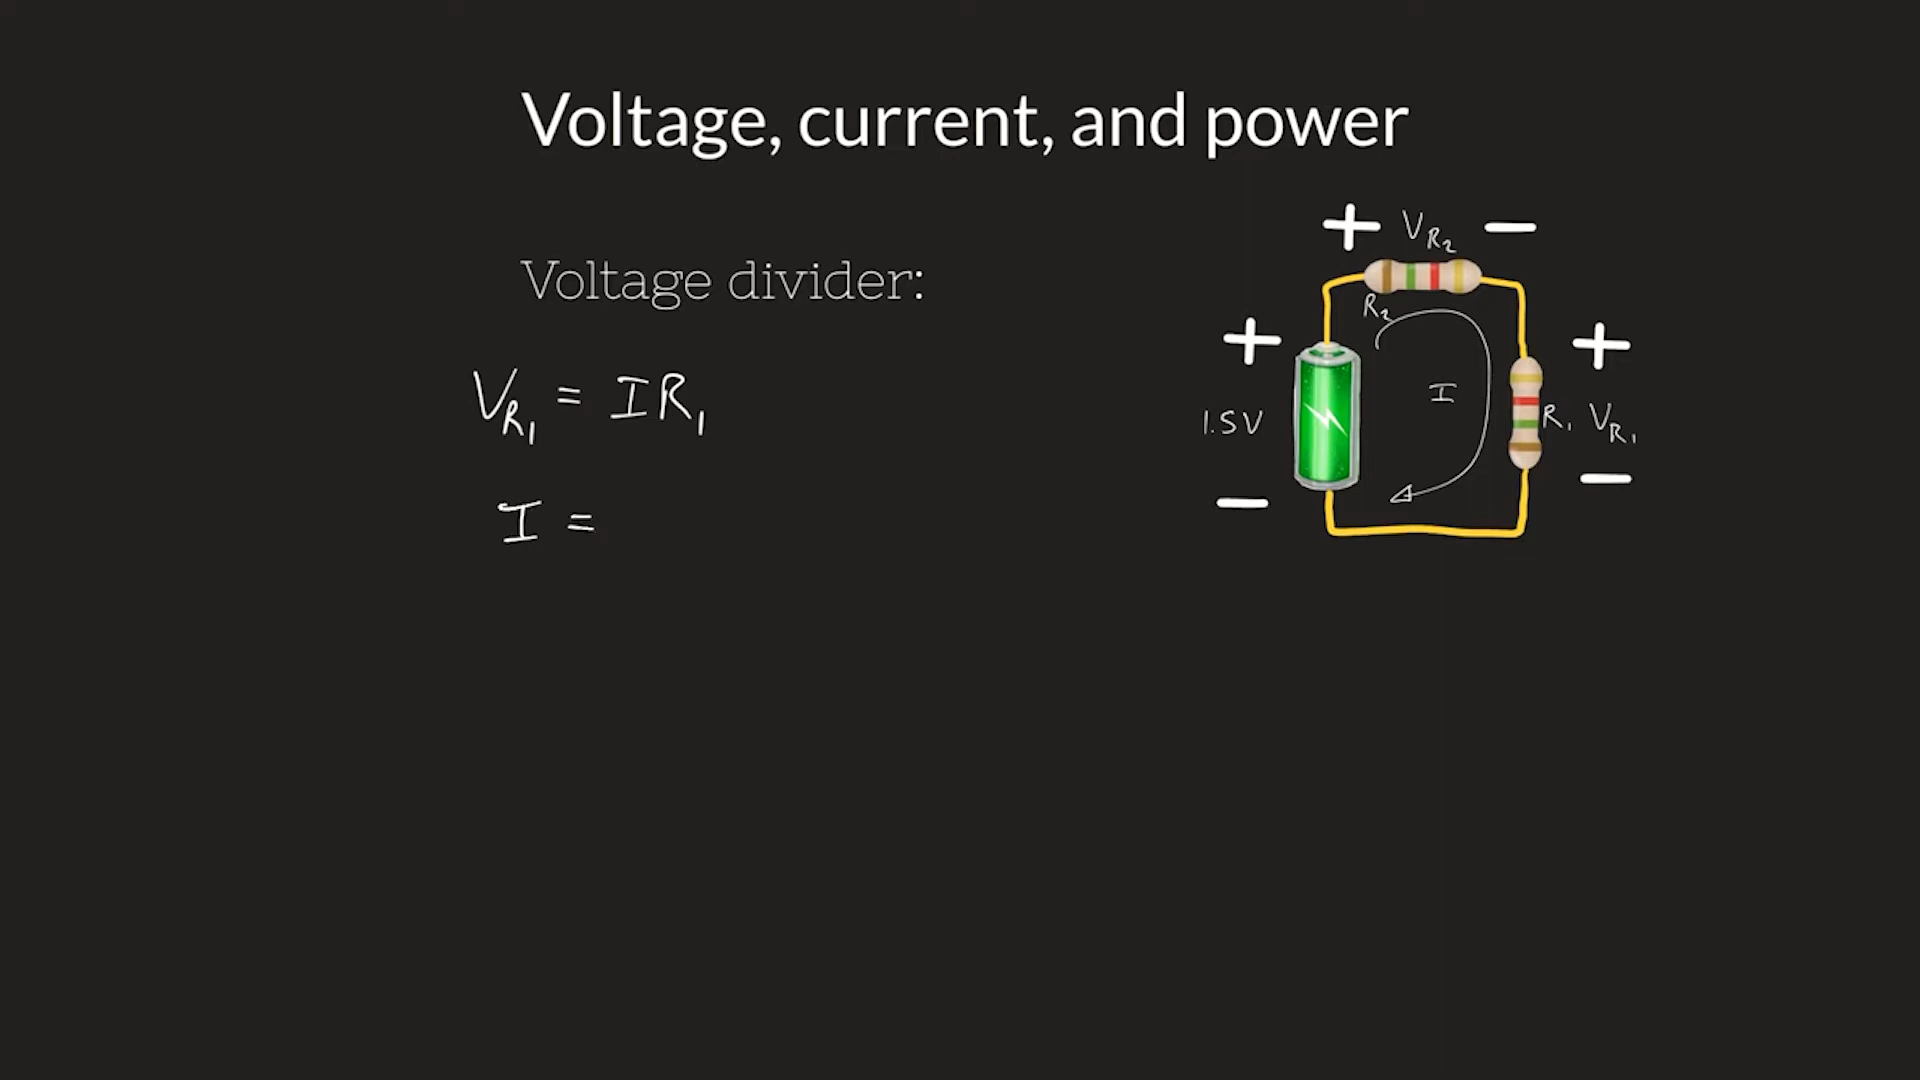 Voltage, current, and power
Voltage divider:
V_R₁ = IR₁
I =
+ V_R₂ −
R₂
+ +
I
1.5V R₁ V_R₁
− −